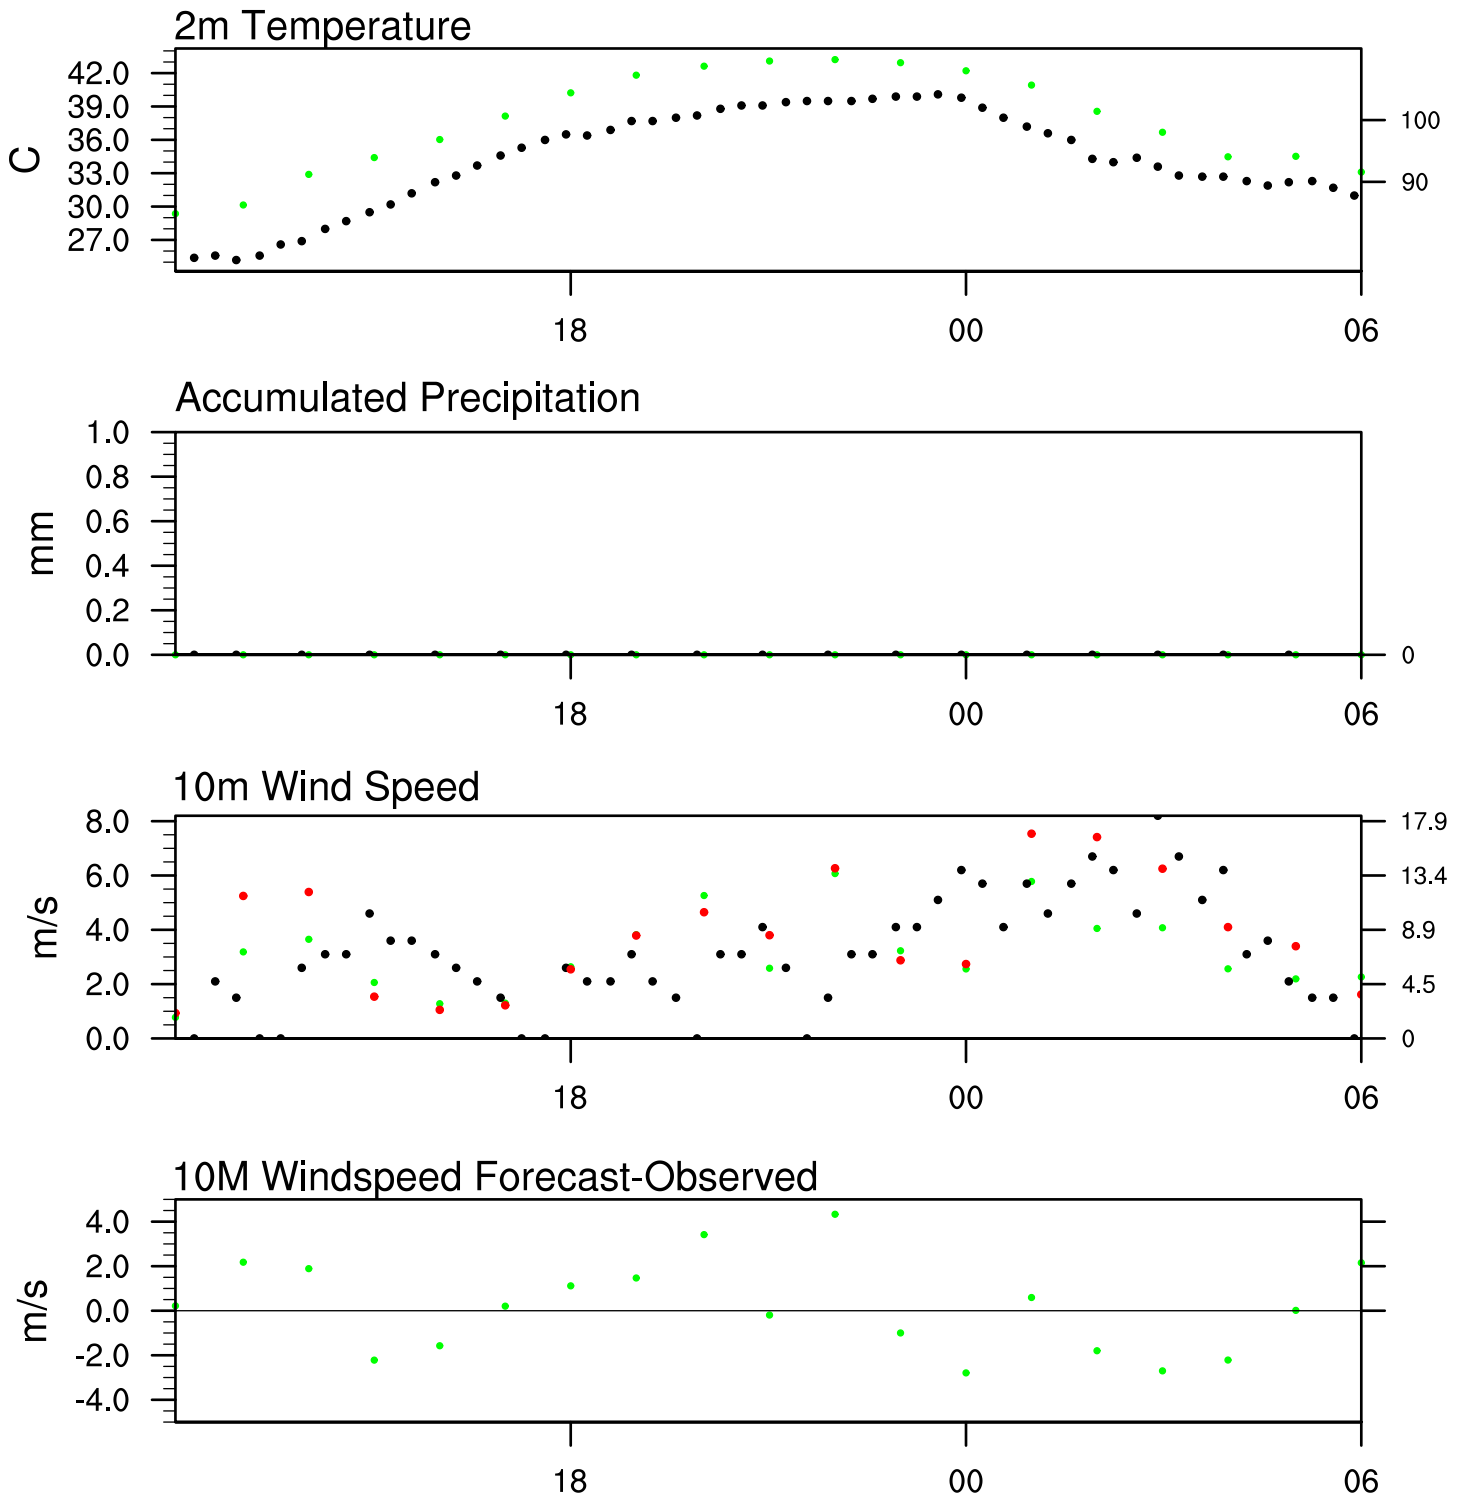 2m Temperature
42.0
39.0
36.0
33.0
30.0
27.0
C
100
90
18 00 06
Accumulated Precipitation
1.0
0.8
0.6
0.4
0.2
0.0
mm
0
18 00 06
10m Wind Speed
8.0
6.0
4.0
2.0
0.0
m/s
17.9
13.4
8.9
4.5
0
18 00 06
10M Windspeed Forecast-Observed
4.0
2.0
0.0
-2.0
-4.0
m/s
18 00 06